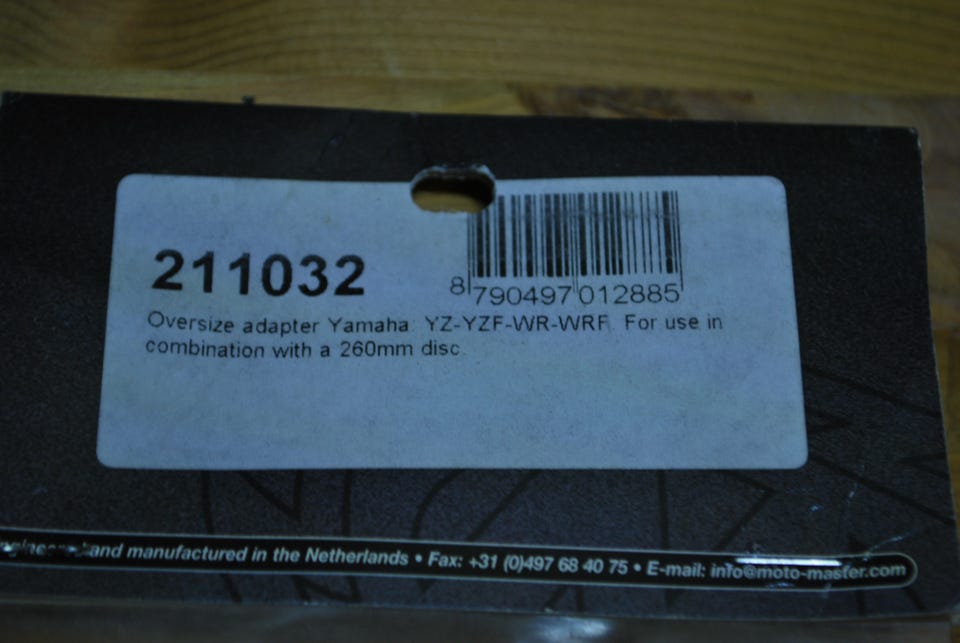 211032
8 790497 012885
Oversize adapter Yamaha: YZ-YZF-WR-WRF. For use in
combination with a 260mm disc.
and manufactured in the Netherlands • Fax: +31 (0)497 68 40 75 • E-mail: info@moto-master.com